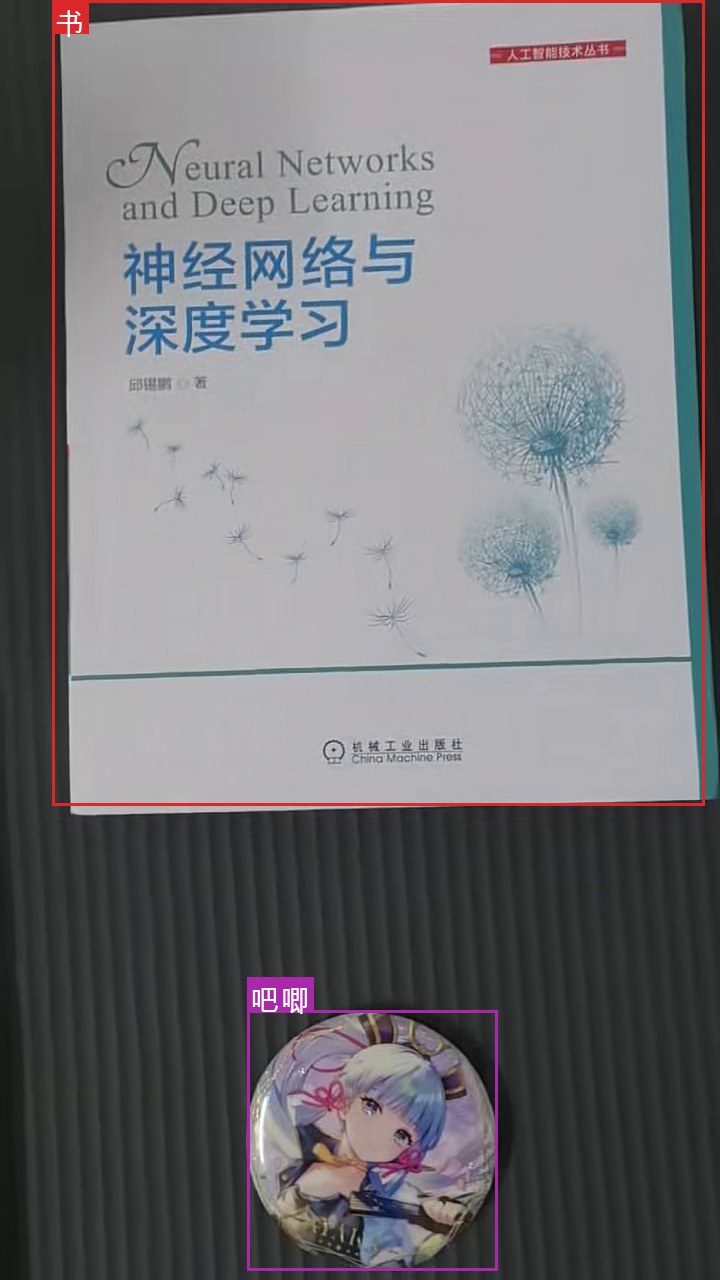 书
人工智能技术丛书
Neural Networks
and Deep Learning
神经网络与
深度学习
邱锡鹏 著
机械工业出版社
China Machine Press
吧唧